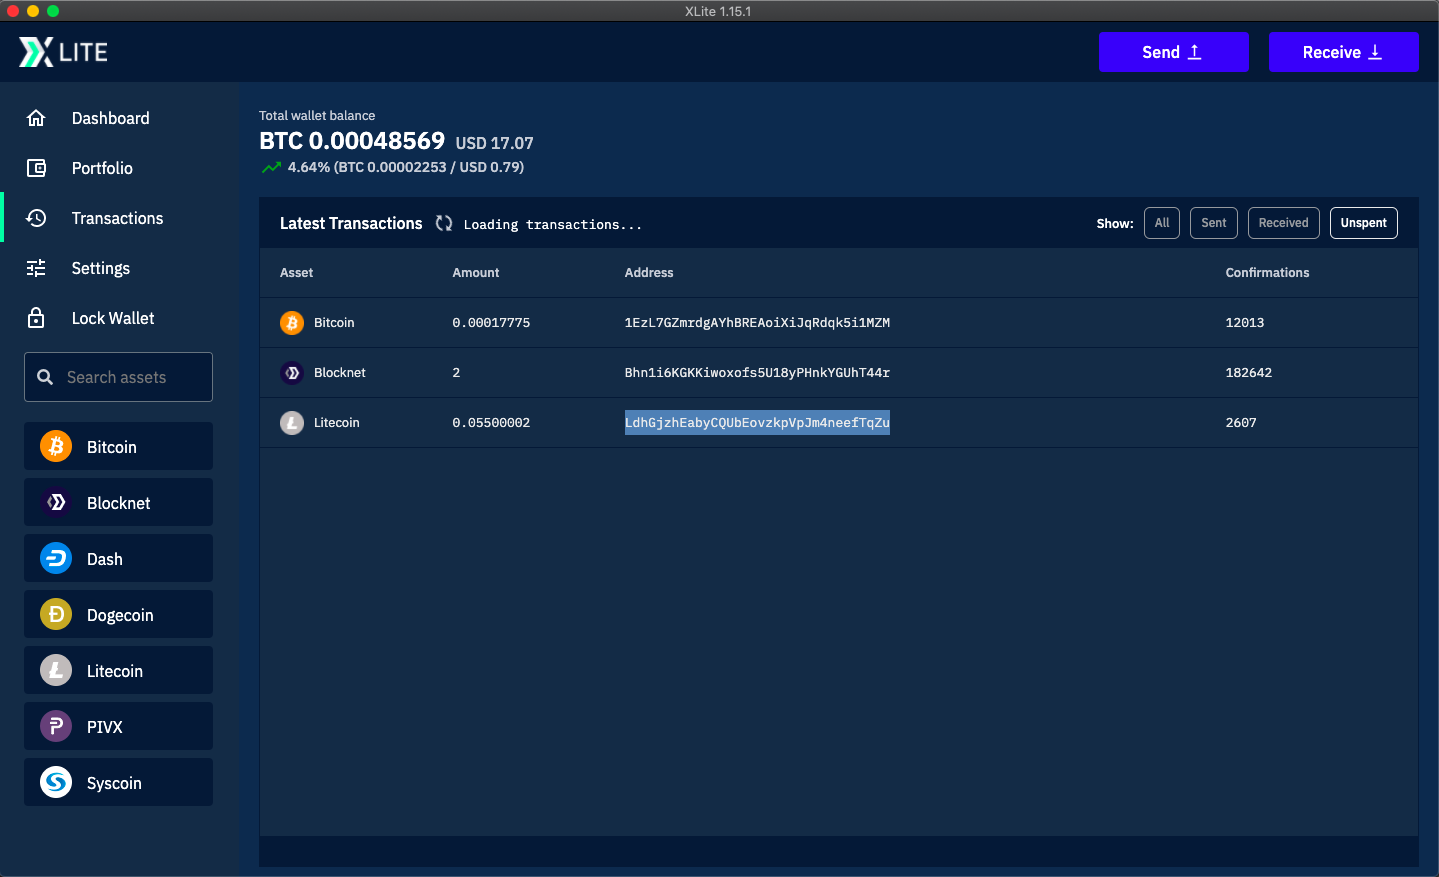 XLite 1.15.1
LITE
Send
Receive
Dashboard
Portfolio
Transactions
Settings
Lock Wallet
Search assets
Bitcoin
Blocknet
Dash
Dogecoin
Litecoin
PIVX
Syscoin
Total wallet balance
BTC 0.00048569 USD 17.07
4.64% (BTC 0.00002253 / USD 0.79)
Latest Transactions Loading transactions... Show: All Sent Received Unspent
Asset Amount Address Confirmations
Bitcoin 0.00017775 1EzL7GZmrdgAYhBREAoiXiJqRdqk5i1MZM 12013
Blocknet 2 Bhn1i6KGKKiwoxofs5U18yPHnkYGUhT44r 182642
Litecoin 0.05500002 LdhGjzhEabyCQUbEovzkpVpJm4neefTqZu 2607